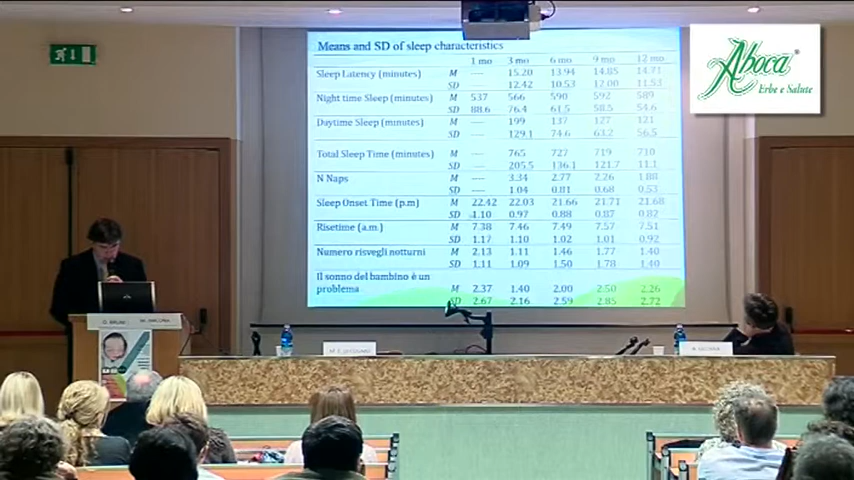 Means and SD of sleep characteristics
1 mo 3 mo 6 mo 9 mo 12 mo
Sleep Latency (minutes) M ---- 15.20 13.94 14.85 14.71
SD ---- 12.42 10.53 12.00 11.53
Night time Sleep (minutes) M 537 566 590 592 589
SD 88.6 76.4 61.5 58.5 54.6
Daytime Sleep (minutes) M ---- 199 137 127 121
SD ---- 129.1 74.6 63.2 56.5
Total Sleep Time (minutes) M ---- 765 727 719 710
SD ---- 205.5 136.1 121.7 11.1
N Naps M ---- 3.34 2.77 2.26 1.88
SD ---- 1.04 0.81 0.68 0.53
Sleep Onset Time (p.m) M 22.42 22.03 21.66 21.71 21.68
SD 1.10 0.97 0.88 0.87 0.82
Risetime (a.m.) M 7.38 7.46 7.49 7.57 7.51
SD 1.17 1.10 1.02 1.01 0.92
Numero risvegli notturni M 2.13 1.11 1.46 1.77 1.40
SD 1.11 1.09 1.50 1.78 1.40
Il sonno del bambino è un
problema M 2.37 1.40 2.00 2.50 2.26
SD 2.67 2.16 2.59 2.85 2.72
Aboca
Erbe e Salute
O. BRUNI